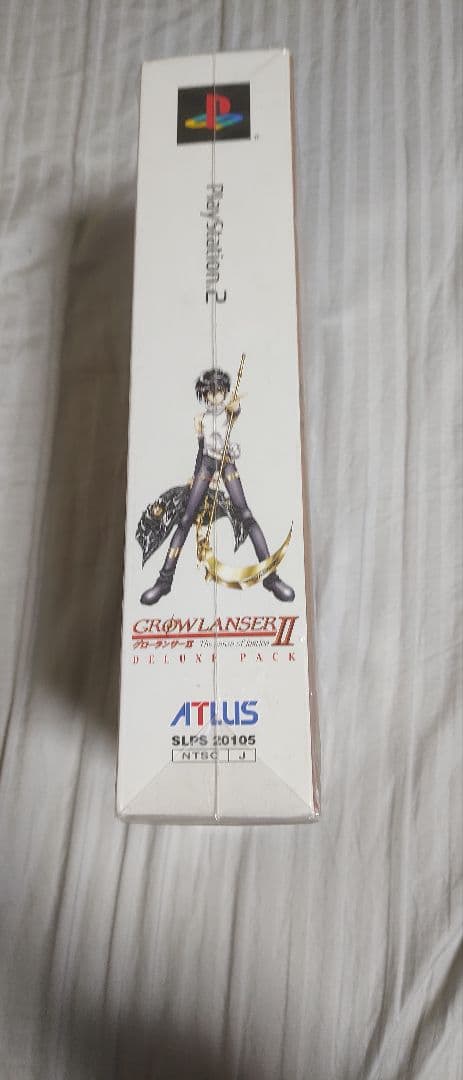 PlayStation 2
GROWLANSER II
グローランサーII The sense of justice
DELUXE PACK
ATLUS
SLPS 20105
NTSC J